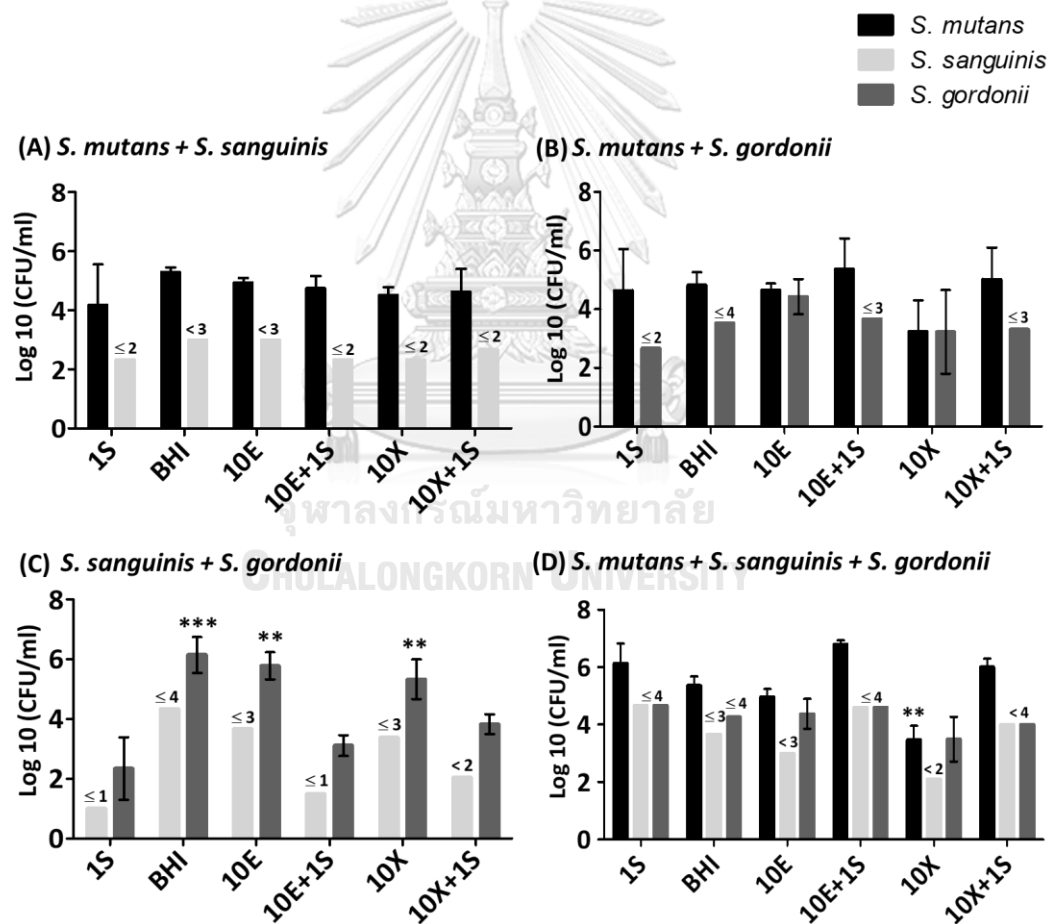 S. mutans
S. sanguinis
S. gordonii
(A) S. mutans + S. sanguinis
Log 10 (CFU/ml)
8
6
4
2
0
≤2
<3
<3
≤2
≤2
≤2
1S
BHI
10E
10E+1S
10X
10X+1S
(B) S. mutans + S. gordonii
Log 10 (CFU/ml)
8
6
4
2
0
≤2
≤4
≤3
≤3
1S
BHI
10E
10E+1S
10X
10X+1S
จุฬาลงกรณ์มหาวิทยาลัย
CHULALONGKORN UNIVERSITY
(C) S. sanguinis + S. gordonii
Log 10 (CFU/ml)
8
6
4
2
0
≤1
≤4
***
≤3
**
≤1
≤3
**
<2
1S
BHI
10E
10E+1S
10X
10X+1S
(D) S. mutans + S. sanguinis + S. gordonii
Log 10 (CFU/ml)
8
6
4
2
0
≤4
≤3
≤4
<3
≤4
**
<2
<4
1S
BHI
10E
10E+1S
10X
10X+1S